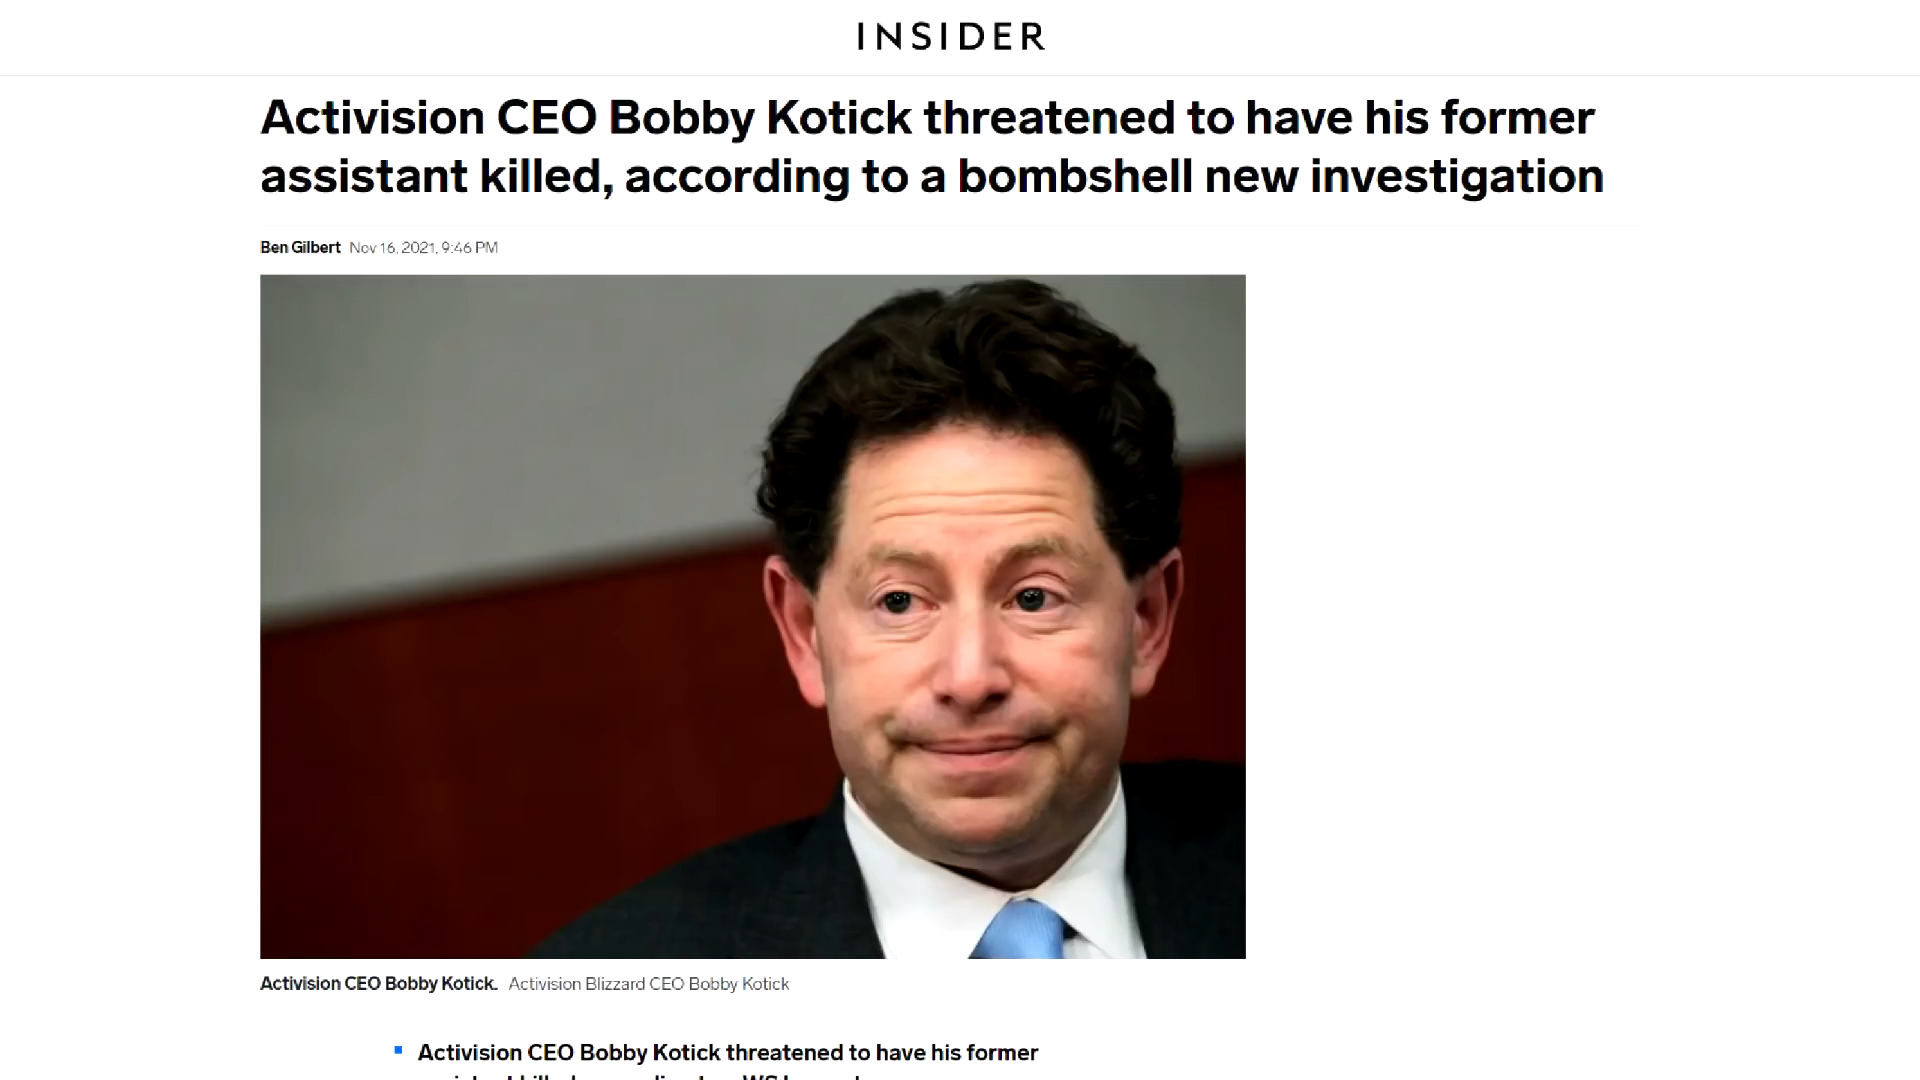 INSIDER
Activision CEO Bobby Kotick threatened to have his former
assistant killed, according to a bombshell new investigation
Ben Gilbert Nov 16, 2021, 9:46 PM
Activision CEO Bobby Kotick. Activision Blizzard CEO Bobby Kotick
Activision CEO Bobby Kotick threatened to have his former